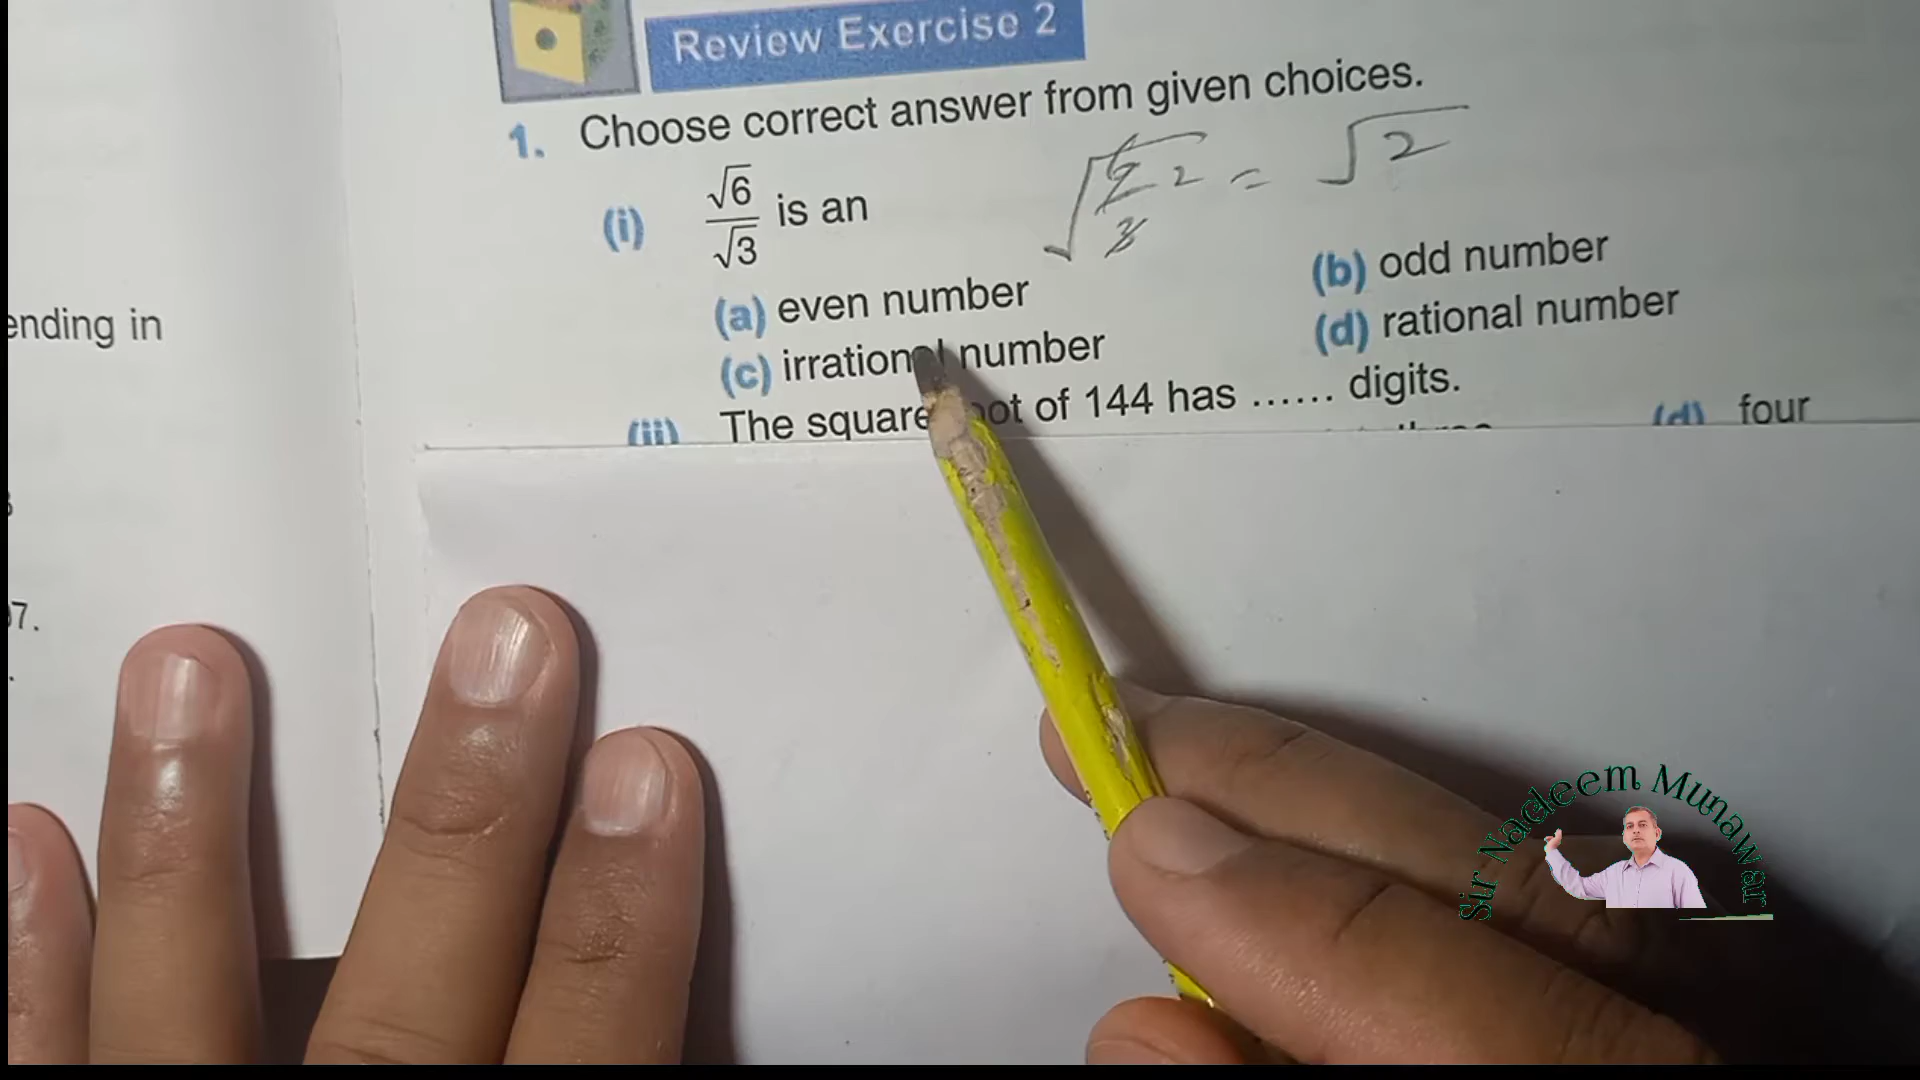 Review Exercise 2
1. Choose correct answer from given choices.
(i) √6/√3 is an
√(6 2/3) = √2
(a) even number (b) odd number
(c) irrational number (d) rational number
(ii) The square root of 144 has ...... digits.
(d) four
ending in
7.
Sir Nadeem Munawar